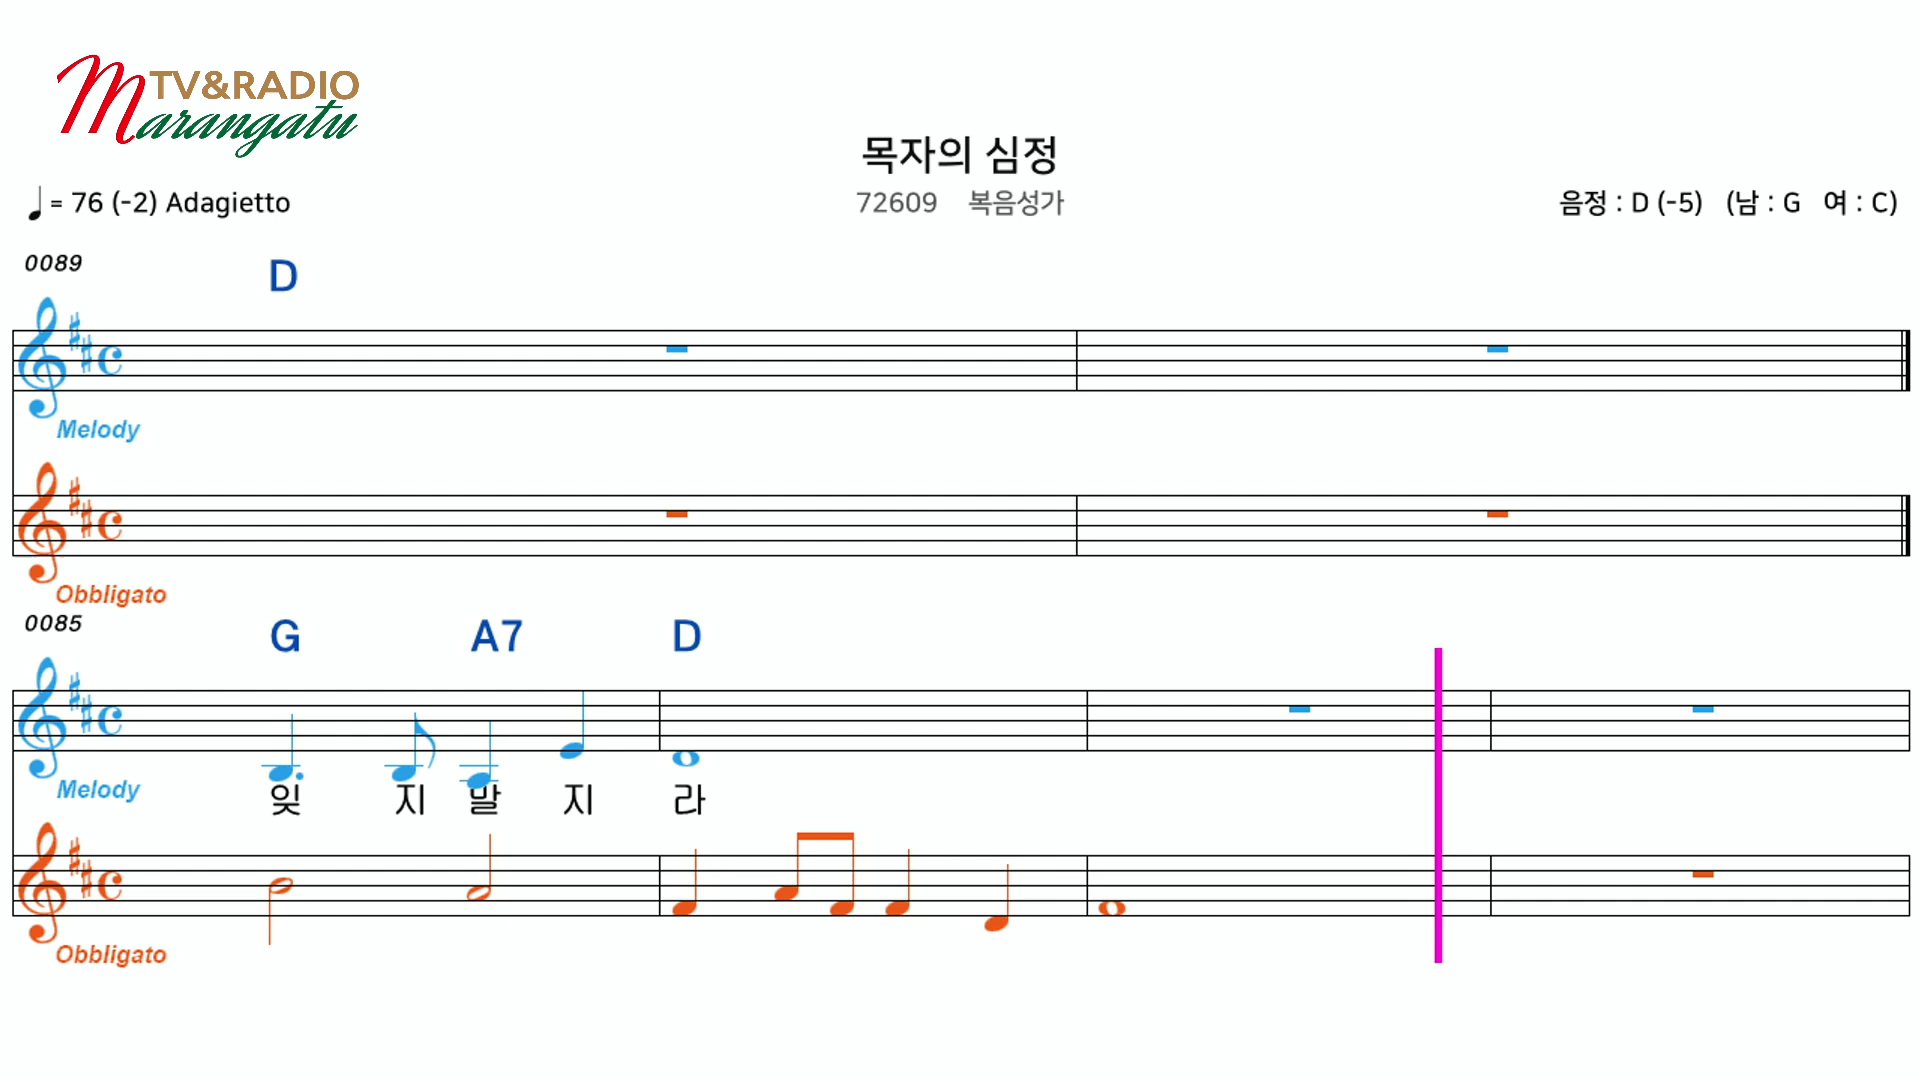 TV&RADIO
Marangatu
목자의 심정
♩ = 76 (-2) Adagietto
72609 복음성가
음정 : D (-5) (남 : G 여 : C)
0089
D
Melody
Obbligato
0085
G A7 D
Melody
잊 지 말 지 라
Obbligato